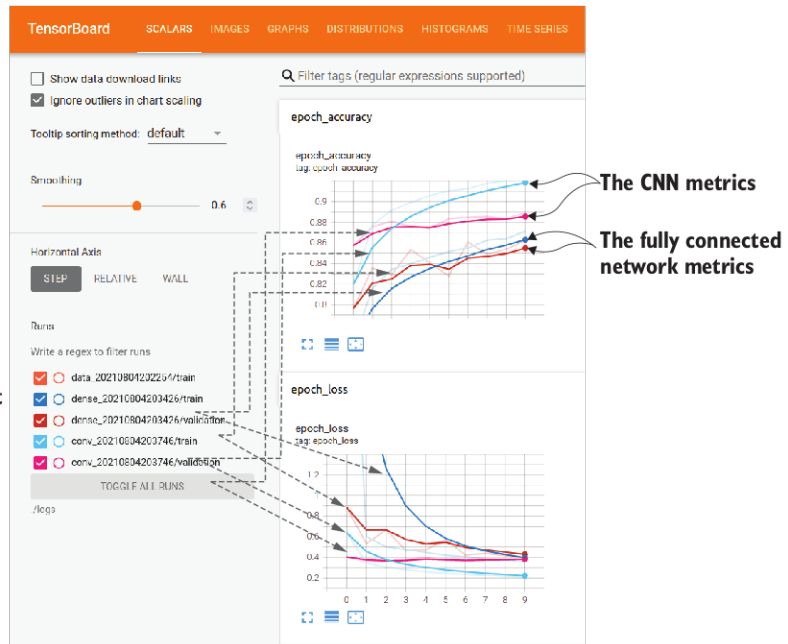 TensorBoard SCALARS IMAGES GRAPHS DISTRIBUTIONS HISTOGRAMS TIME SERIES
Show data download links
Ignore outliers in chart scaling
Tooltip sorting method: default
Smoothing
0.6
Horizontal Axis
STEP RELATIVE WALL
Runs
Write a regex to filter runs
data_20210804202254/train
dense_20210804203426/train
dense_20210804203426/validation
conv_20210804203746/train
conv_20210804203746/validation
TOGGLE ALL RUNS
./logs
Filter tags (regular expressions supported)
epoch_accuracy
epoch_accuracy
tag: epoch_accuracy
0.9
0.88
0.86
0.84
0.82
0.8
The CNN metrics
The fully connected
network metrics
epoch_loss
epoch_loss
tag: epoch_loss
1.2
1
0.8
0.6
0.4
0.2
0 1 2 3 4 5 6 7 8 9